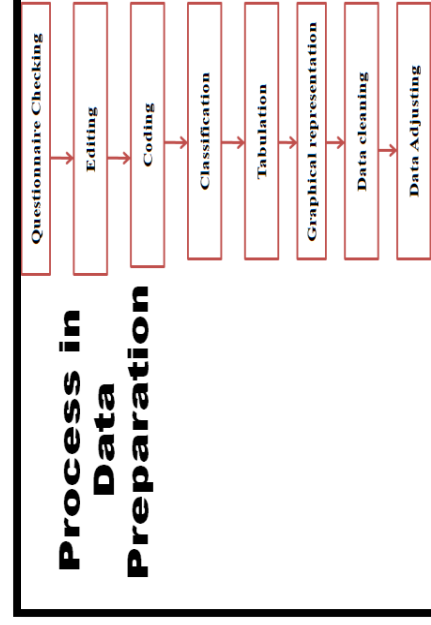 Process in
Data
Preparation
Questionnaire Checking
Editing
Coding
Classification
Tabulation
Graphical representation
Data cleaning
Data Adjusting